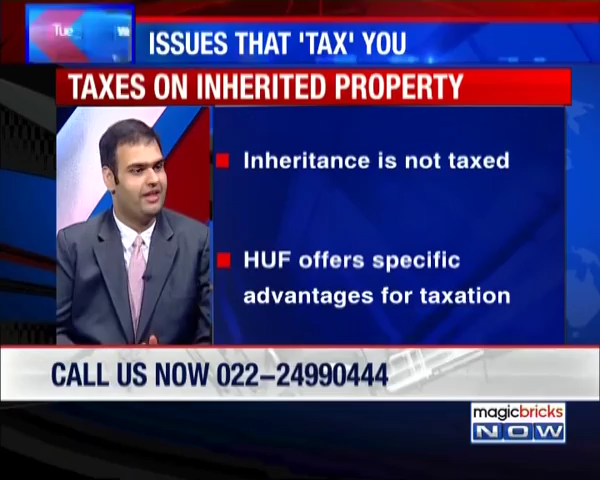 Tue
ISSUES THAT 'TAX' YOU
TAXES ON INHERITED PROPERTY
Inheritance is not taxed
HUF offers specific
advantages for taxation
CALL US NOW 022–24990444
magicbricks
NOW